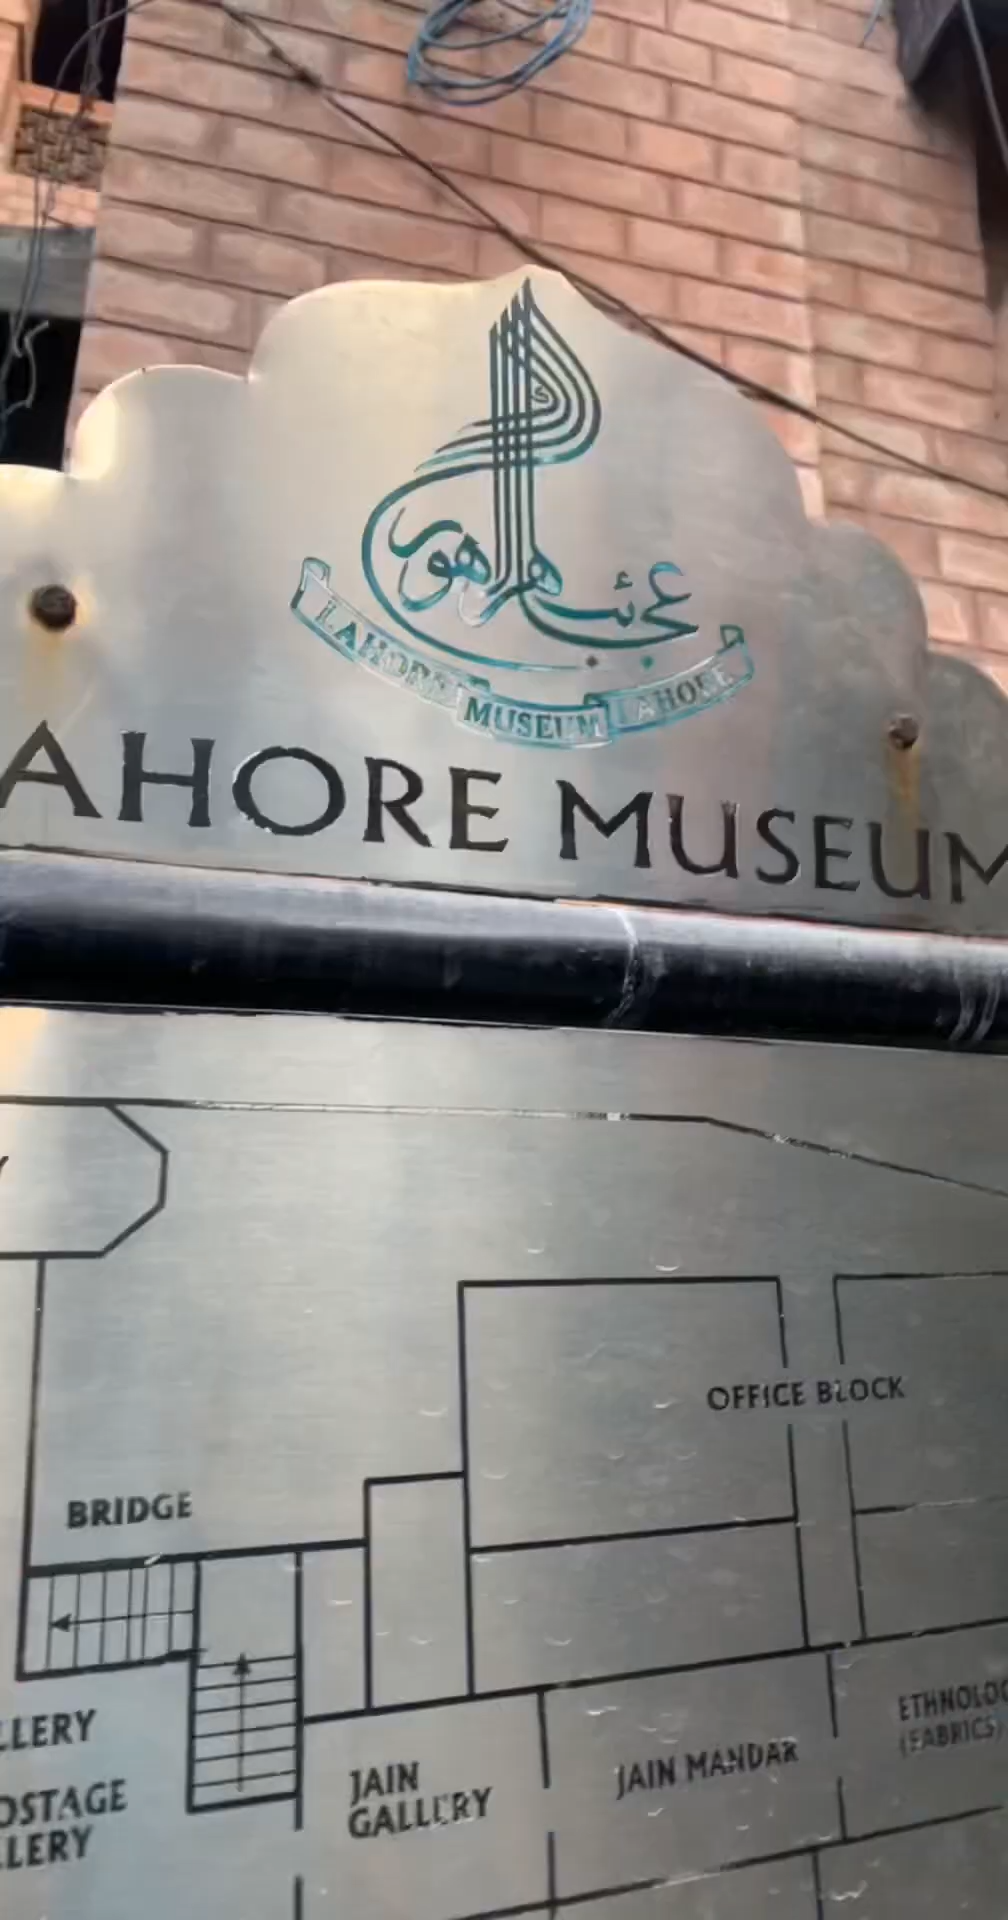 عجائب گھر لاہور
LAHORE MUSEUM LAHORE
AHORE MUSEUM
OFFICE BLOCK
BRIDGE
LLERY
OSTAGE
LLERY
JAIN
GALLERY
JAIN MANDAR
ETHNOLOG
(FABRICS)